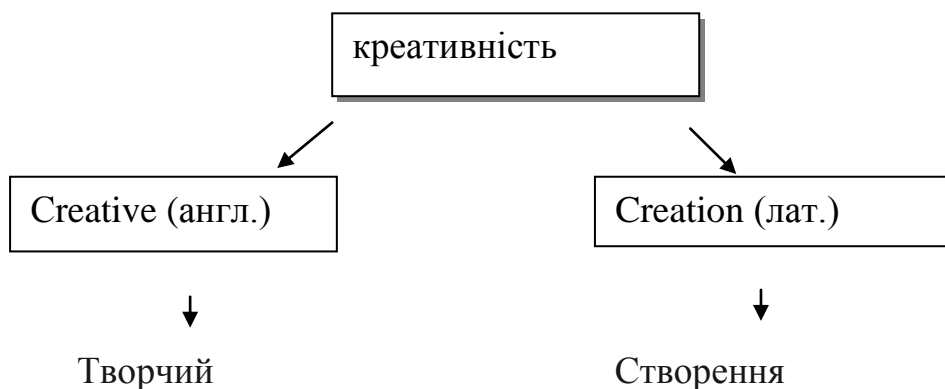 креативність
Creative (англ.)
Creation (лат.)
Творчий
Створення